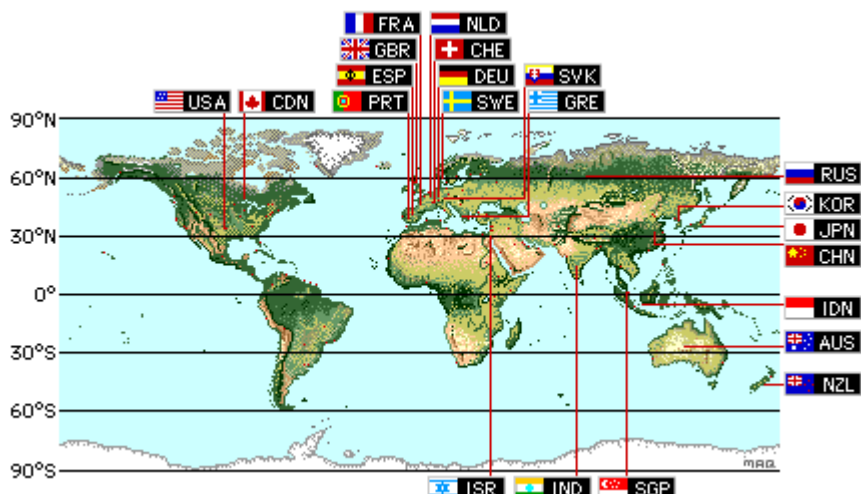 FRA NLD
GBR CHE
ESP DEU SVK
USA CDN PRT SWE GRE
90°N
60°N
RUS
KOR
30°N
JPN
CHN
0°
IDN
30°S
AUS
NZL
60°S
90°S
MAQ
ISR IND SGP